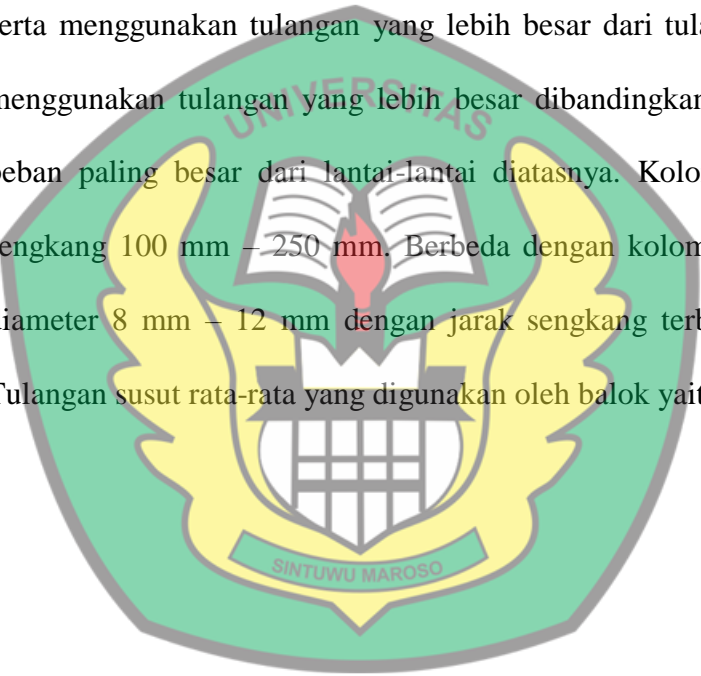 erta menggunakan tulangan yang lebih besar dari tula
menggunakan tulangan yang lebih besar dibandingkan
UNIVERSITAS
beban paling besar dari lantai-lantai diatasnya. Kolo
engkang 100 mm – 250 mm. Berbeda dengan kolom
diameter 8 mm – 12 mm dengan jarak sengkang terb
Tulangan susut rata-rata yang digunakan oleh balok yait
SINTUWU MAROSO